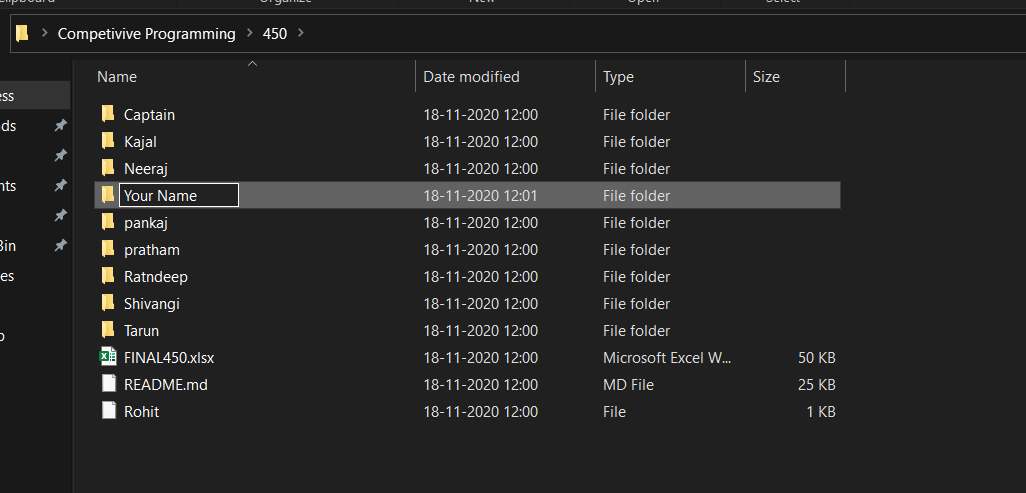 Clipboard
Organize
New
Open
Select
Competivive Programming > 450 >
Name Date modified Type Size
ess
Captain 18-11-2020 12:00 File folder
nds
Kajal 18-11-2020 12:00 File folder
Neeraj 18-11-2020 12:00 File folder
nts
Your Name 18-11-2020 12:01 File folder
pankaj 18-11-2020 12:00 File folder
Bin
pratham 18-11-2020 12:00 File folder
es
Ratndeep 18-11-2020 12:00 File folder
Shivangi 18-11-2020 12:00 File folder
Tarun 18-11-2020 12:00 File folder
FINAL450.xlsx 18-11-2020 12:00 Microsoft Excel W... 50 KB
README.md 18-11-2020 12:00 MD File 25 KB
Rohit 18-11-2020 12:00 File 1 KB